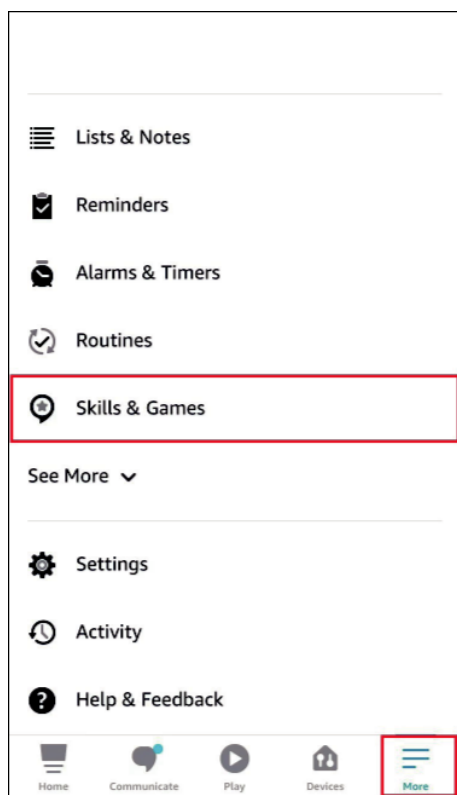 Lists & Notes
Reminders
Alarms & Timers
Routines
Skills & Games
See More
Settings
Activity
Help & Feedback
Home Communicate Play Devices More